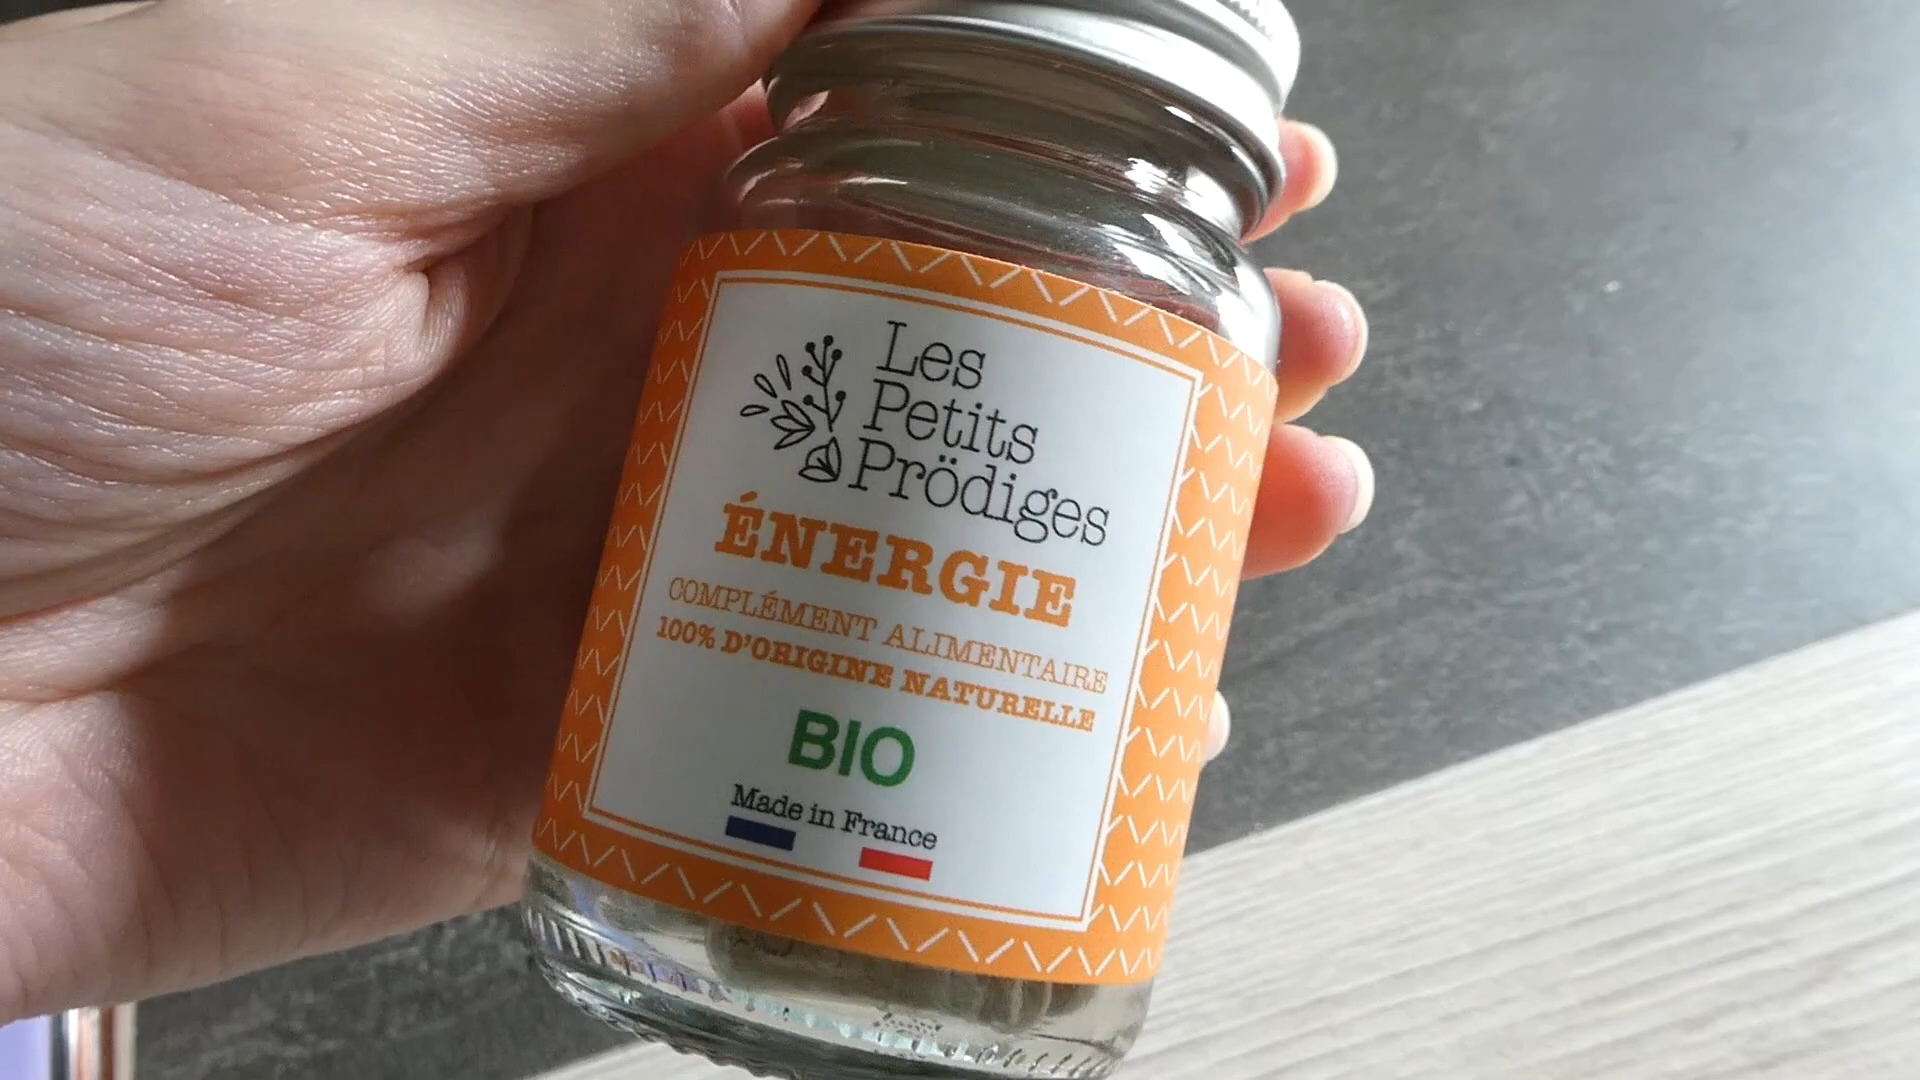 Les
Petits
Prödiges
ÉNERGIE
COMPLÉMENT ALIMENTAIRE
100% D'ORIGINE NATURELLE
BIO
Made in France